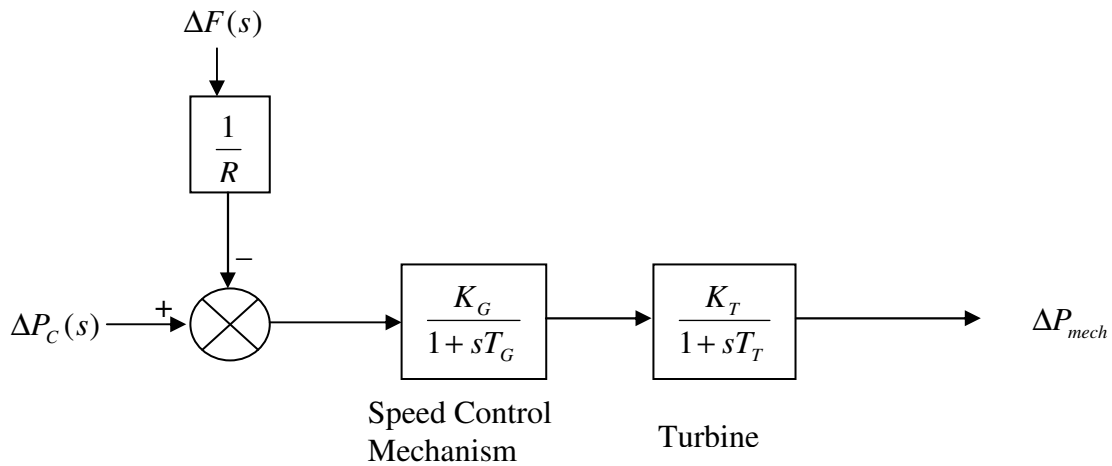 ΔF(s)
1
R
−
+
ΔP_C(s)
K_G
1 + sT_G
K_T
1 + sT_T
ΔP_mech
Speed Control
Mechanism
Turbine